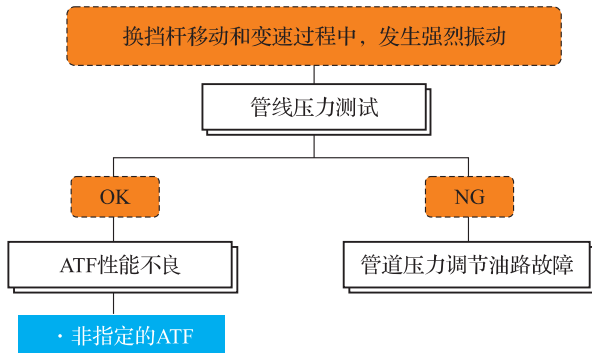 换挡杆移动和变速过程中，发生强烈振动
管线压力测试
OK
NG
ATF性能不良
管道压力调节油路故障
·非指定的ATF